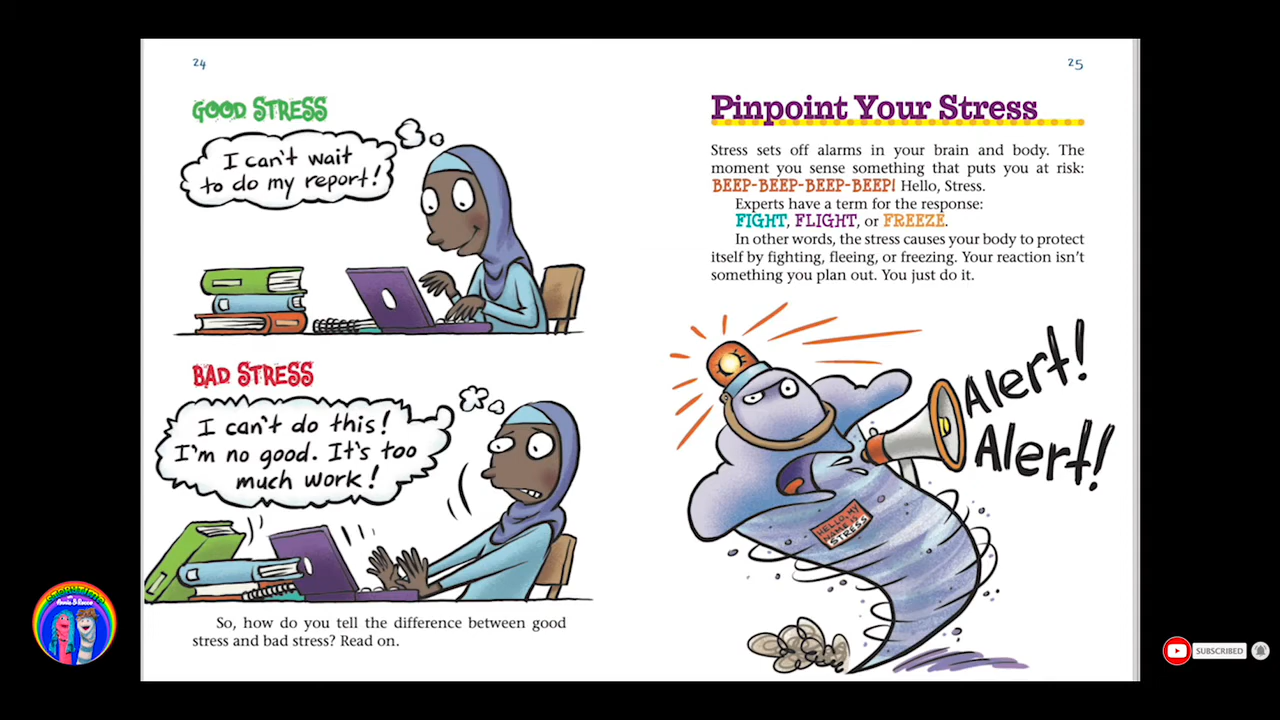 24
GOOD STRESS
I can't wait
to do my report!
BAD STRESS
I can't do this!
I'm no good. It's too
much work!
So, how do you tell the difference between good
stress and bad stress? Read on.
25
Pinpoint Your Stress
Stress sets off alarms in your brain and body. The
moment you sense something that puts you at risk:
BEEP-BEEP-BEEP-BEEP! Hello, Stress.
Experts have a term for the response:
FIGHT, FLIGHT, or FREEZE.
In other words, the stress causes your body to protect
itself by fighting, fleeing, or freezing. Your reaction isn't
something you plan out. You just do it.
Alert!
Alert!
HELLO, MY
NAME IS
STRESS
STORYTIME
SUBSCRIBED